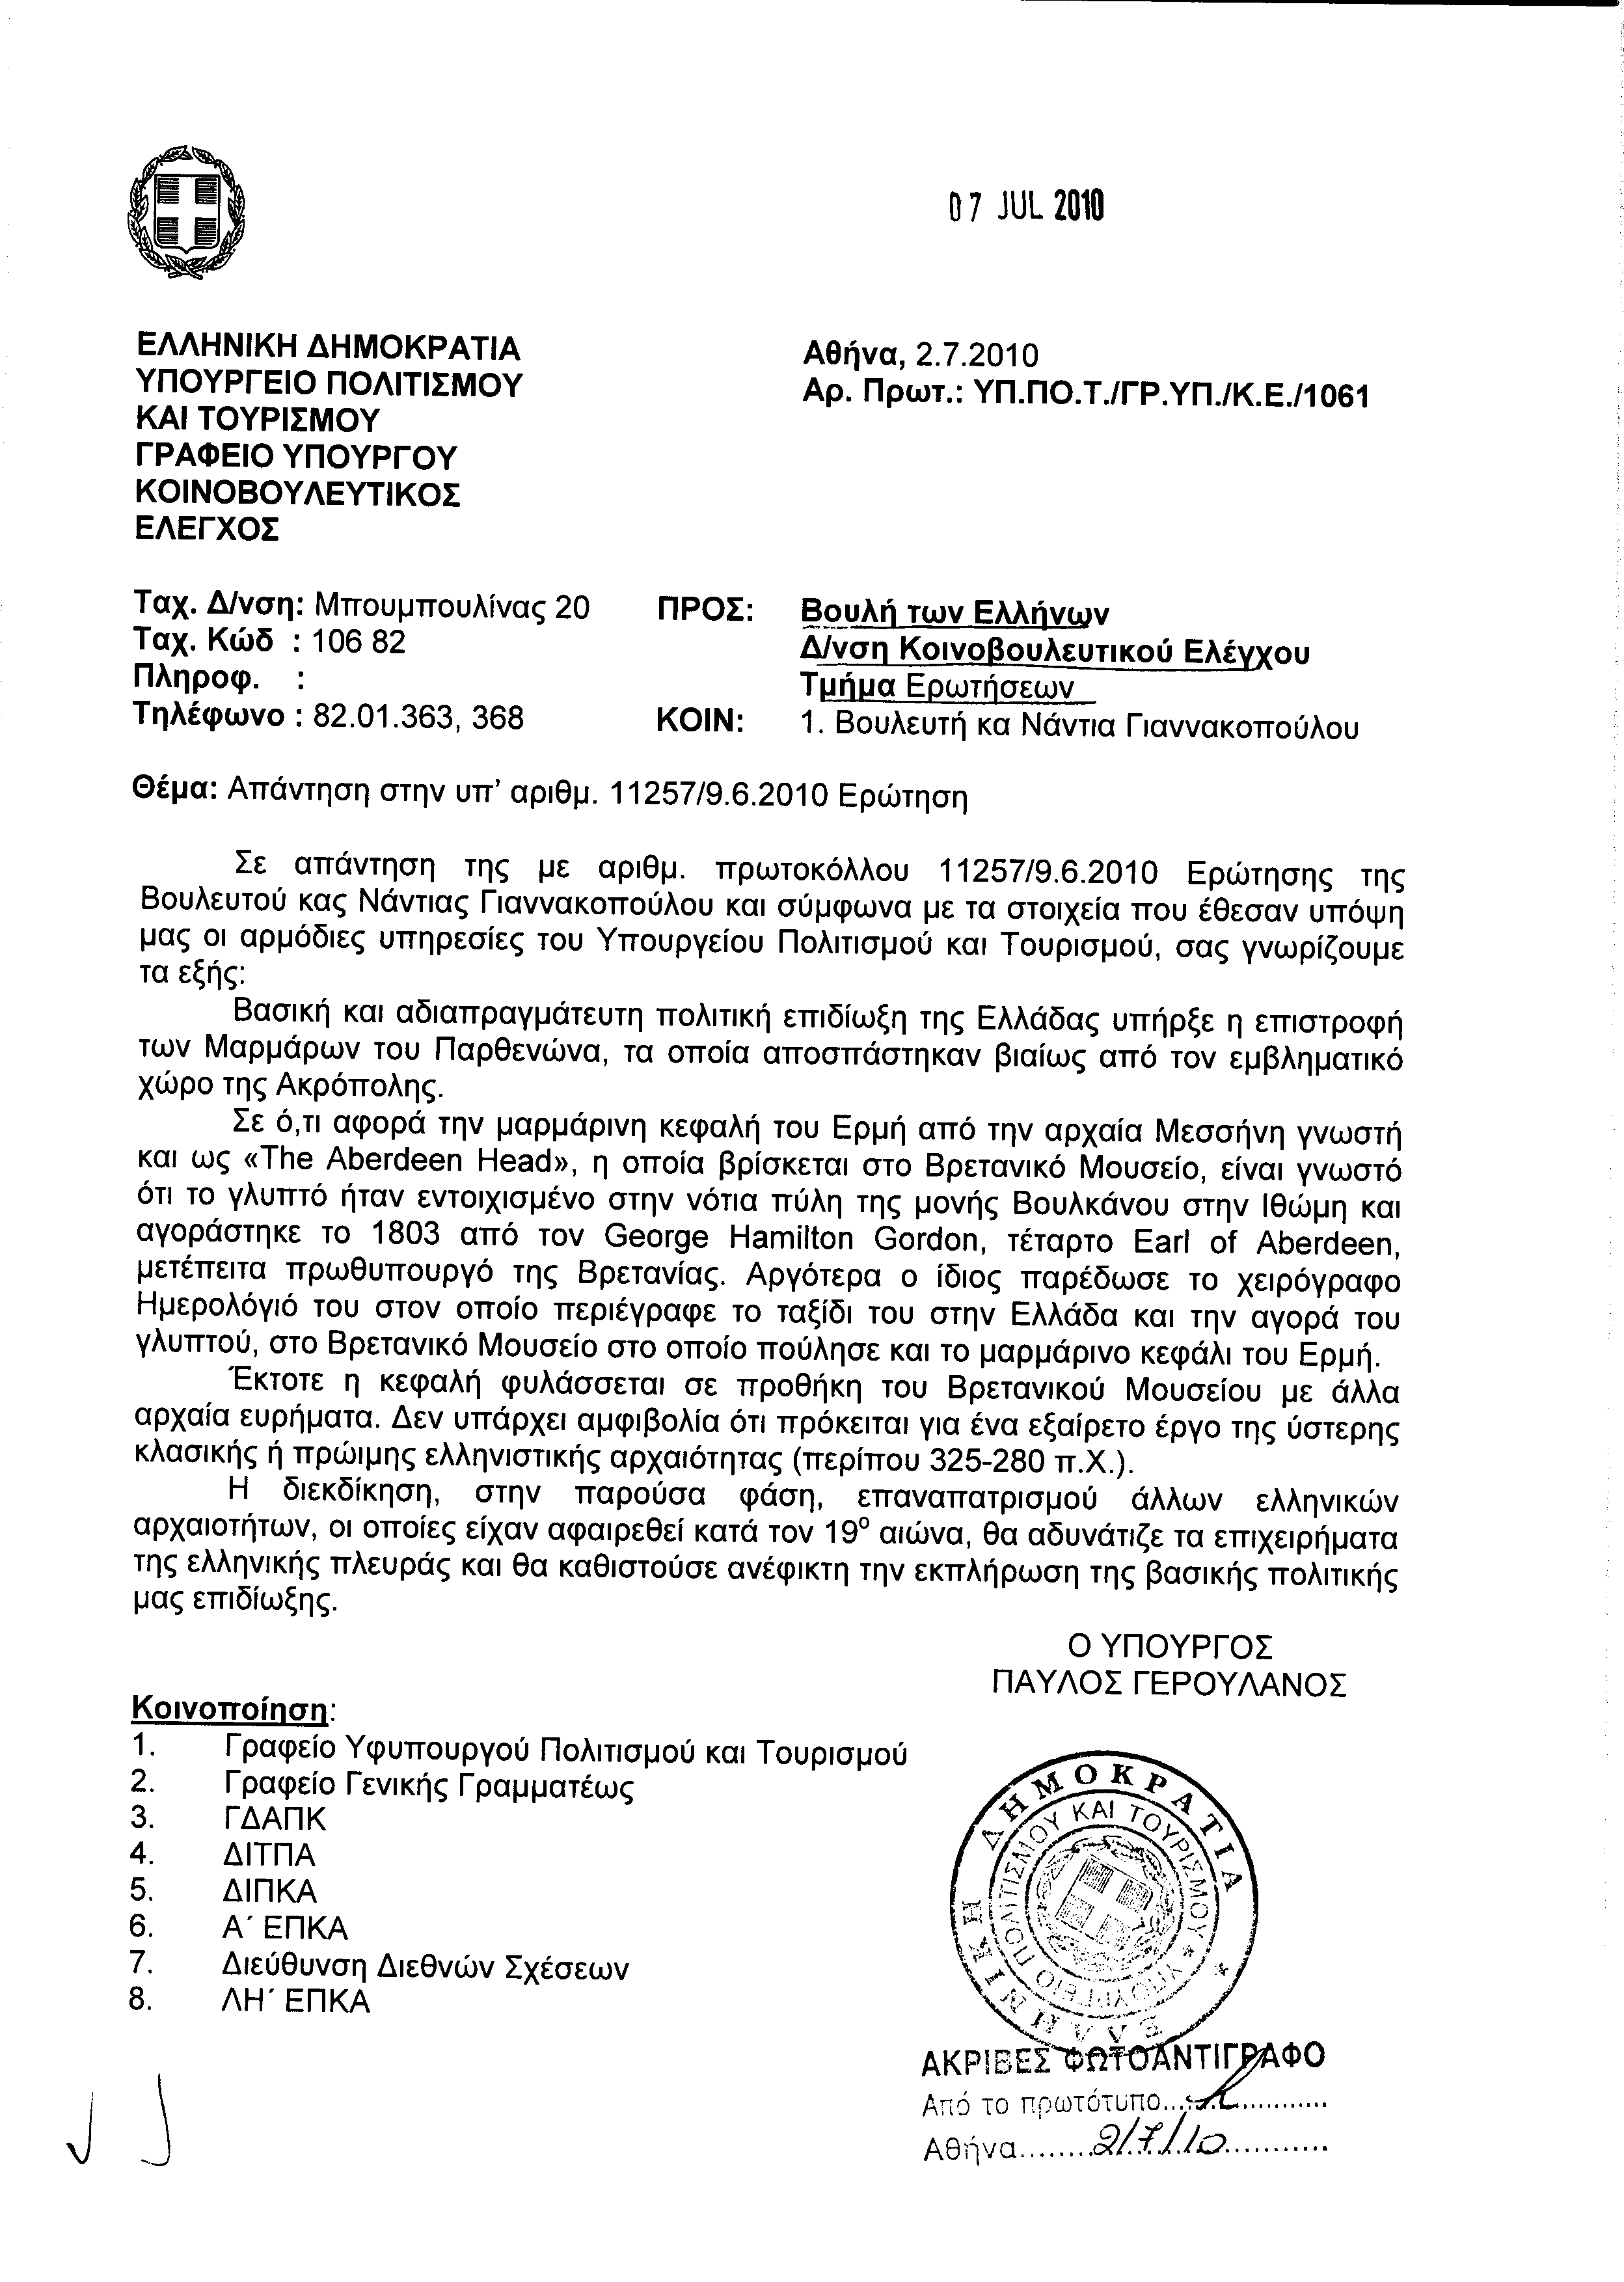 07 JUL 2010
ΕΛΛΗΝΙΚΗ ΔΗΜΟΚΡΑΤΙΑ
ΥΠΟΥΡΓΕΙΟ ΠΟΛΙΤΙΣΜΟΥ
ΚΑΙ ΤΟΥΡΙΣΜΟΥ
ΓΡΑΦΕΙΟ ΥΠΟΥΡΓΟΥ
ΚΟΙΝΟΒΟΥΛΕΥΤΙΚΟΣ
ΕΛΕΓΧΟΣ
Αθήνα, 2.7.2010
Αρ. Πρωτ.: ΥΠ.ΠΟ.Τ./ΓΡ.ΥΠ./Κ.Ε./1061
Ταχ. Δ/νση: Μπουμπουλίνας 20
Ταχ. Κώδ : 106 82
Πληροφ. :
Τηλέφωνο : 82.01.363, 368
ΠΡΟΣ: Βουλή των Ελλήνων
Δ/νση Κοινοβουλευτικού Ελέγχου
Τμήμα Ερωτήσεων
ΚΟΙΝ: 1. Βουλευτή κα Νάντια Γιαννακοπούλου
Θέμα: Απάντηση στην υπ’ αριθμ. 11257/9.6.2010 Ερώτηση
Σε απάντηση της με αριθμ. πρωτοκόλλου 11257/9.6.2010 Ερώτησης της
Βουλευτού κας Νάντιας Γιαννακοπούλου και σύμφωνα με τα στοιχεία που έθεσαν υπόψη
μας οι αρμόδιες υπηρεσίες του Υπουργείου Πολιτισμού και Τουρισμού, σας γνωρίζουμε
τα εξής:
Βασική και αδιαπραγμάτευτη πολιτική επιδίωξη της Ελλάδας υπήρξε η επιστροφή
των Μαρμάρων του Παρθενώνα, τα οποία αποσπάστηκαν βιαίως από τον εμβληματικό
χώρο της Ακρόπολης.
Σε ό,τι αφορά την μαρμάρινη κεφαλή του Ερμή από την αρχαία Μεσσήνη γνωστή
και ως «The Aberdeen Head», η οποία βρίσκεται στο Βρετανικό Μουσείο, είναι γνωστό
ότι το γλυπτό ήταν εντοιχισμένο στην νότια πύλη της μονής Βουλκάνου στην Ιθώμη και
αγοράστηκε το 1803 από τον George Hamilton Gordon, τέταρτο Earl of Aberdeen,
μετέπειτα πρωθυπουργό της Βρετανίας. Αργότερα ο ίδιος παρέδωσε το χειρόγραφο
Ημερολόγιό του στον οποίο περιέγραφε το ταξίδι του στην Ελλάδα και την αγορά του
γλυπτού, στο Βρετανικό Μουσείο στο οποίο πούλησε και το μαρμάρινο κεφάλι του Ερμή.
Έκτοτε η κεφαλή φυλάσσεται σε προθήκη του Βρετανικού Μουσείου με άλλα
αρχαία ευρήματα. Δεν υπάρχει αμφιβολία ότι πρόκειται για ένα εξαίρετο έργο της ύστερης
κλασικής ή πρώιμης ελληνιστικής αρχαιότητας (περίπου 325-280 π.Χ.).
Η διεκδίκηση, στην παρούσα φάση, επαναπατρισμού άλλων ελληνικών
αρχαιοτήτων, οι οποίες είχαν αφαιρεθεί κατά τον 19ο αιώνα, θα αδυνάτιζε τα επιχειρήματα
της ελληνικής πλευράς και θα καθιστούσε ανέφικτη την εκπλήρωση της βασικής πολιτικής
μας επιδίωξης.
Ο ΥΠΟΥΡΓΟΣ
ΠΑΥΛΟΣ ΓΕΡΟΥΛΑΝΟΣ
Κοινοποίηση:
1. Γραφείο Υφυπουργού Πολιτισμού και Τουρισμού
2. Γραφείο Γενικής Γραμματέως
3. ΓΔΑΠΚ
4. ΔΙΤΠΑ
5. ΔΙΠΚΑ
6. Α΄ ΕΠΚΑ
7. Διεύθυνση Διεθνών Σχέσεων
8. ΛΗ΄ ΕΠΚΑ
ΕΛΛΗΝΙΚΗ ΔΗΜΟΚΡΑΤΙΑ *
ΥΠΟΥΡΓΕΙΟ ΠΟΛΙΤΙΣΜΟΥ ΚΑΙ ΤΟΥΡΙΣΜΟΥ *
ΑΚΡΙΒΕΣ ΦΩΤΟΑΝΤΙΓΡΑΦΟ
Από το πρωτότυπο
Αθήνα........2/7/10............